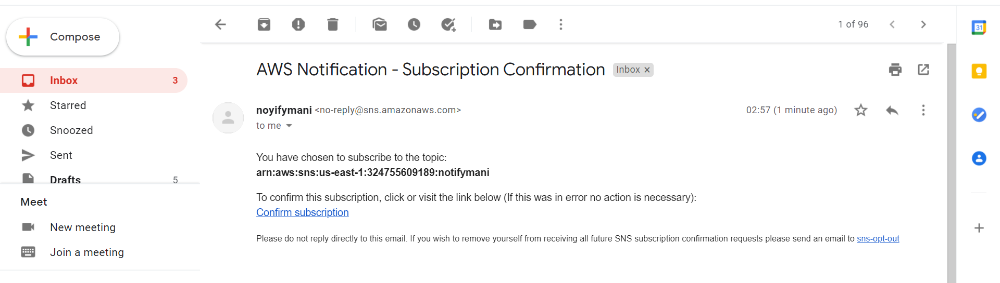 Compose
Inbox 3
Starred
Snoozed
Sent
Drafts 5
Meet
New meeting
Join a meeting
1 of 96
AWS Notification - Subscription Confirmation Inbox x
noyifymani <no-reply@sns.amazonaws.com> 02:57 (1 minute ago)
to me
You have chosen to subscribe to the topic:
arn:aws:sns:us-east-1:324755609189:notifymani
To confirm this subscription, click or visit the link below (If this was in error no action is necessary):
Confirm subscription
Please do not reply directly to this email. If you wish to remove yourself from receiving all future SNS subscription confirmation requests please send an email to sns-opt-out
31